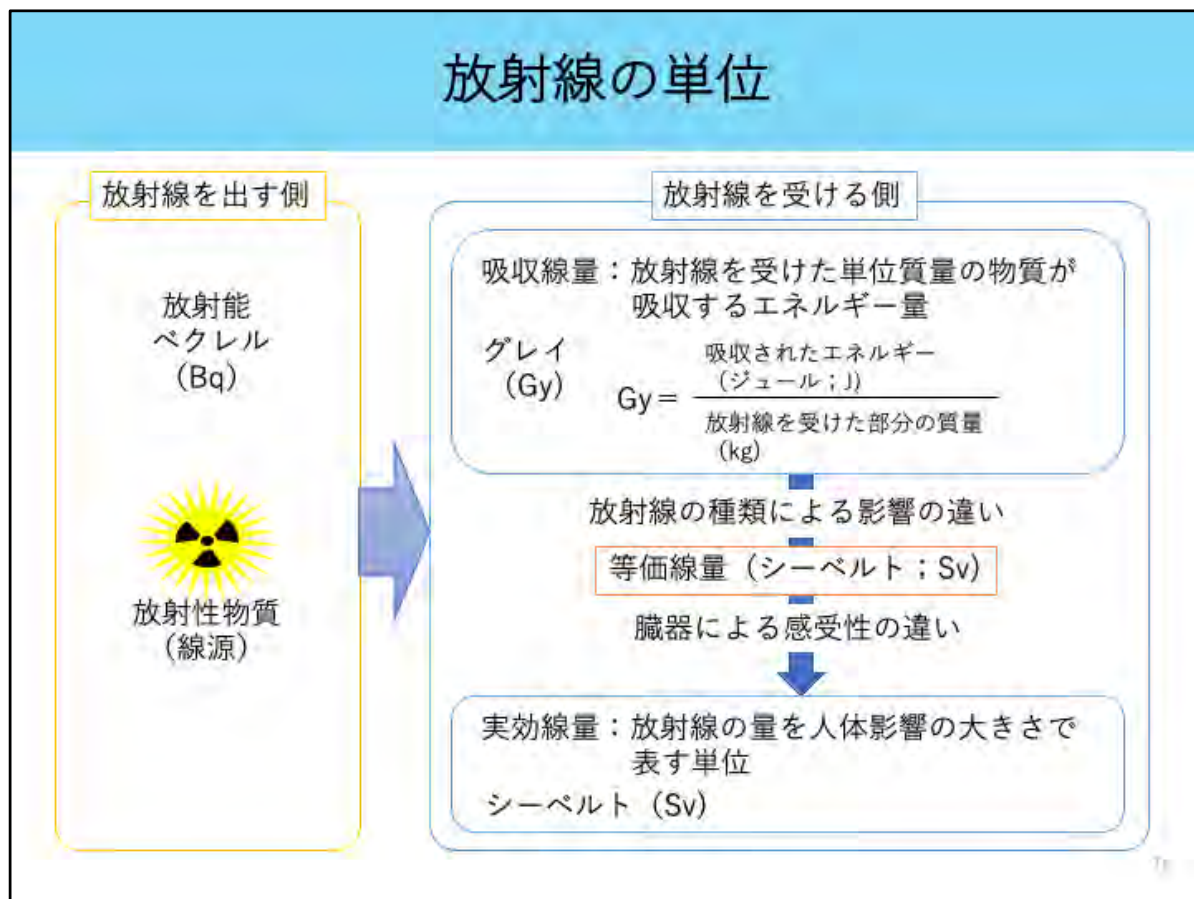 放射線の単位
放射線を出す側
放射能
ベクレル
(Bq)
放射性物質
(線源)
放射線を受ける側
吸収線量：放射線を受けた単位質量の物質が
吸収するエネルギー量
グレイ
(Gy)
Gy＝
吸収されたエネルギー
(ジュール；J))
放射線を受けた部分の質量
(kg)
放射線の種類による影響の違い
等価線量（シーベルト；Sv）
臓器による感受性の違い
実効線量：放射線の量を人体影響の大きさで
表す単位
シーベルト（Sv）